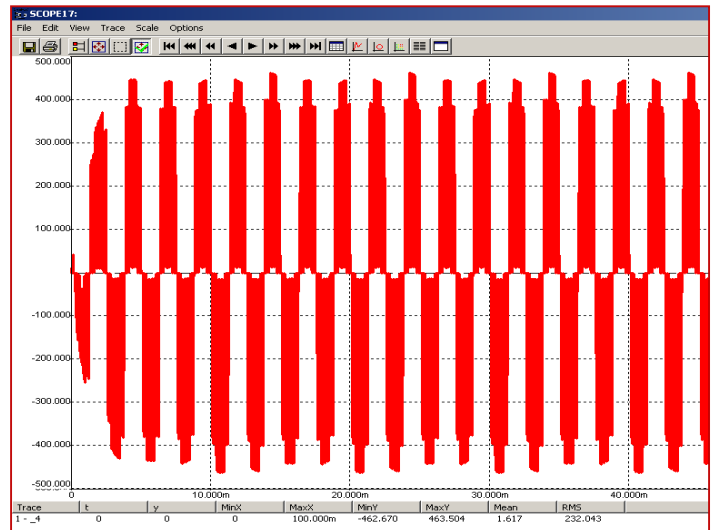 SCOPE17:
File Edit View Trace Scale Options
500.000
400.000
300.000
200.000
100.000
-100.000
-200.000
-300.000
-400.000
-500.000
0 10.000m 20.000m 30.000m 40.000m
Trace t y MinX MaxX MinY MaxY Mean RMS
1 - _4 0 0 0 100.000m -462.670 463.504 1.617 232.043